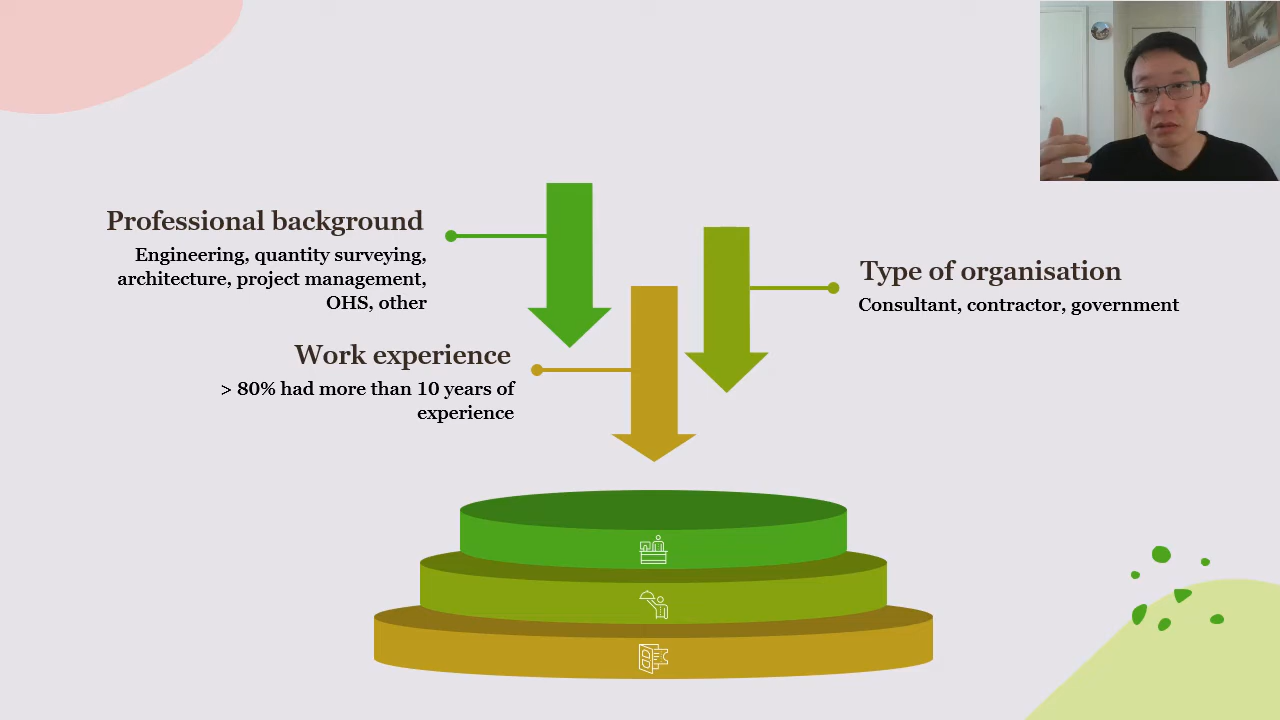 Professional background
Engineering, quantity surveying,
architecture, project management,
OHS, other
Type of organisation
Consultant, contractor, government
Work experience
> 80% had more than 10 years of
experience